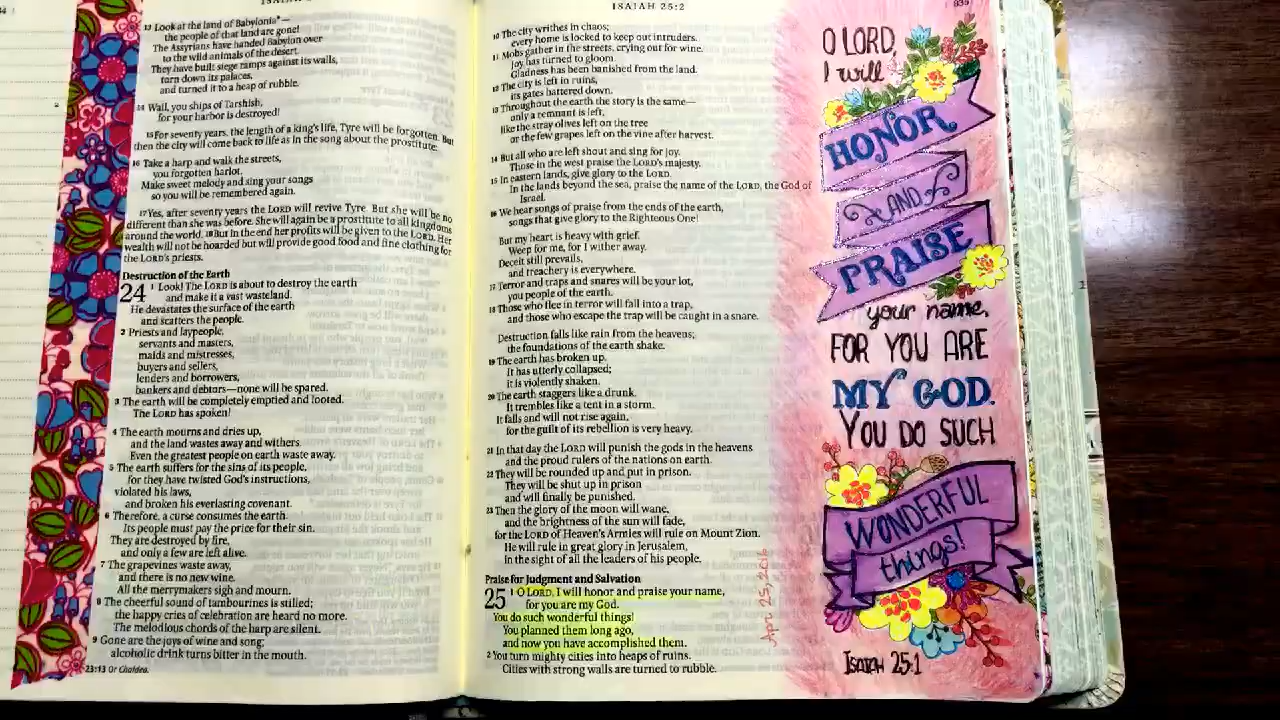 13 Look at the land of Babylonia*—
the people of that land are gone!
The Assyrians have handed Babylon over
to the wild animals of the desert.
They have built siege ramps against its walls,
torn down its palaces,
and turned it to a heap of rubble.
14 Wail, you ships of Tarshish,
for your harbor is destroyed!
15 For seventy years, the length of a king's life, Tyre will be forgotten. But
then the city will come back to life as in the song about the prostitute:
16 Take a harp and walk the streets,
you forgotten harlot.
Make sweet melody and sing your songs
so you will be remembered again.
17 Yes, after seventy years the LORD will revive Tyre. But she will be no
different than she was before. She will again be a prostitute to all kingdoms
around the world. 18 But in the end her profits will be given to the LORD. Her
wealth will not be hoarded but will provide good food and fine clothing for
the LORD's priests.
Destruction of the Earth
24 1 Look! The LORD is about to destroy the earth
and make it a vast wasteland.
He devastates the surface of the earth
and scatters the people.
2 Priests and laypeople,
servants and masters,
maids and mistresses,
buyers and sellers,
lenders and borrowers,
bankers and debtors—none will be spared.
3 The earth will be completely emptied and looted.
The LORD has spoken!
4 The earth mourns and dries up,
and the land wastes away and withers.
Even the greatest people on earth waste away.
5 The earth suffers for the sins of its people,
for they have twisted God's instructions,
violated his laws,
and broken his everlasting covenant.
6 Therefore, a curse consumes the earth.
Its people must pay the price for their sin.
They are destroyed by fire,
and only a few are left alive.
7 The grapevines waste away,
and there is no new wine.
All the merrymakers sigh and mourn.
8 The cheerful sound of tambourines is stilled;
the happy cries of celebration are heard no more.
The melodious chords of the harp are silent.
9 Gone are the joys of wine and song;
alcoholic drink turns bitter in the mouth.
23:13 Or Chaldea.
ISAIAH 25:2
10 The city writhes in chaos;
every home is locked to keep out intruders.
11 Mobs gather in the streets, crying out for wine.
Joy has turned to gloom.
Gladness has been banished from the land.
12 The city is left in ruins,
its gates battered down.
13 Throughout the earth the story is the same—
only a remnant is left,
like the stray olives left on the tree
or the few grapes left on the vine after harvest.
14 But all who are left shout and sing for joy.
Those in the west praise the LORD's majesty.
15 In eastern lands, give glory to the LORD.
In the lands beyond the sea, praise the name of the LORD, the God of
Israel.
16 We hear songs of praise from the ends of the earth,
songs that give glory to the Righteous One!
But my heart is heavy with grief.
Weep for me, for I wither away.
Deceit still prevails,
and treachery is everywhere.
17 Terror and traps and snares will be your lot,
you people of the earth.
18 Those who flee in terror will fall into a trap,
and those who escape the trap will be caught in a snare.
Destruction falls like rain from the heavens;
the foundations of the earth shake.
19 The earth has broken up.
It has utterly collapsed;
it is violently shaken.
20 The earth staggers like a drunk.
It trembles like a tent in a storm.
It falls and will not rise again,
for the guilt of its rebellion is very heavy.
21 In that day the LORD will punish the gods in the heavens
and the proud rulers of the nations on earth.
22 They will be rounded up and put in prison.
They will be shut up in prison
and will finally be punished.
23 Then the glory of the moon will wane,
and the brightness of the sun will fade,
for the LORD of Heaven's Armies will rule on Mount Zion.
He will rule in great glory in Jerusalem,
in the sight of all the leaders of his people.
Praise for Judgment and Salvation
25 1 O LORD, I will honor and praise your name,
for you are my God.
You do such wonderful things!
You planned them long ago,
and now you have accomplished them.
2 You turn mighty cities into heaps of ruins.
Cities with strong walls are turned to rubble.
April 25, 2016
835
O LORD,
I will
HONOR
AND
PRAISE
your name,
FOR YOU ARE
MY GOD.
YOU DO SUCH
WONDERFUL
things!
ISAIAH 25:1